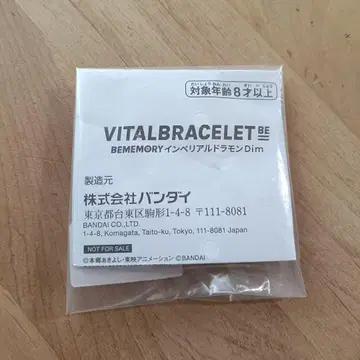 たいしょうねんれい さい いじょう
対象年齢8才以上
VITALBRACELET BE
BEMEMORY インペリアルドラモン Dim
製造元
株式会社バンダイ
東京都台東区駒形1-4-8 〒111-8081
BANDAI CO.,LTD.
1-4-8, Komagata, Taito-ku, Tokyo, 111-8081 Japan
NOT FOR SALE
©本郷あきよし・東映アニメーション ©BANDAI